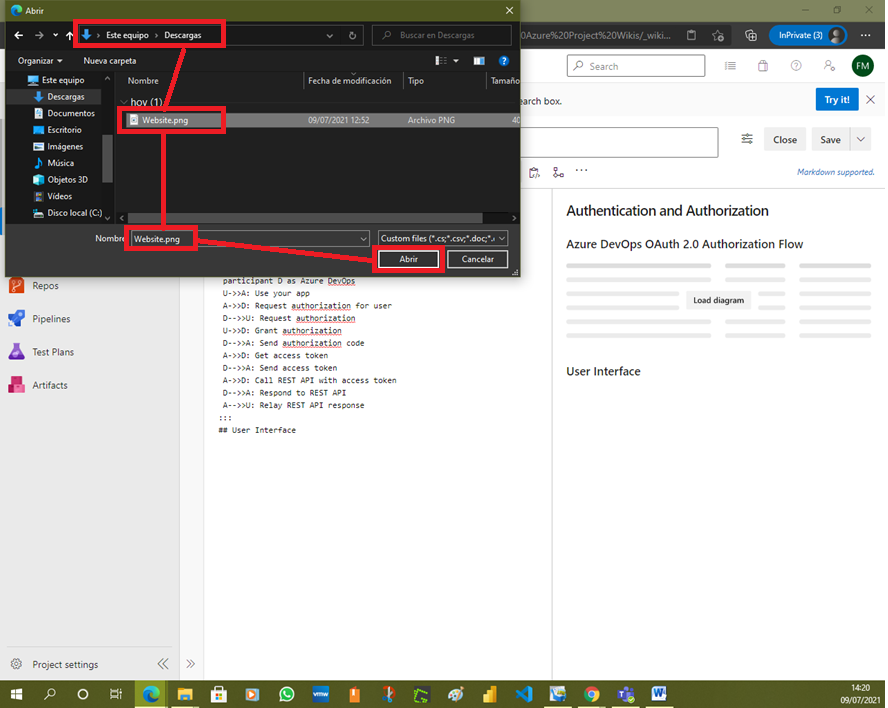 Abrir
Este equipo > Descargas
Buscar en Descargas
Azure%20Project%20Wikis/_wiki...
InPrivate (3)
Organizar
Nueva carpeta
Search
FM
Este equipo
Descargas
Documentos
Escritorio
Imágenes
Música
Objetos 3D
Vídeos
Disco local (C:)
Nombre
Fecha de modificación
Tipo
Tamaño
hoy (1)
Website.png
09/07/2021 12:52
Archivo PNG
40
earch box.
Try it!
Close
Save
Markdown supported.
Nombre
Website.png
Custom files (*.cs;*.csv;*.doc;*.
Abrir
Cancelar
Repos
Pipelines
Test Plans
Artifacts
Project settings
participant D as Azure DevOps
U->>A: Use your app
A->>D: Request authorization for user
D-->>U: Request authorization
U->>D: Grant authorization
D-->>A: Send authorization code
A->>D: Get access token
D-->>A: Send access token
A->>D: Call REST API with access token
D-->>A: Respond to REST API
A-->>U: Relay REST API response
:::
## User Interface
Authentication and Authorization
Azure DevOps OAuth 2.0 Authorization Flow
Load diagram
User Interface
vmw
14:20
09/07/2021